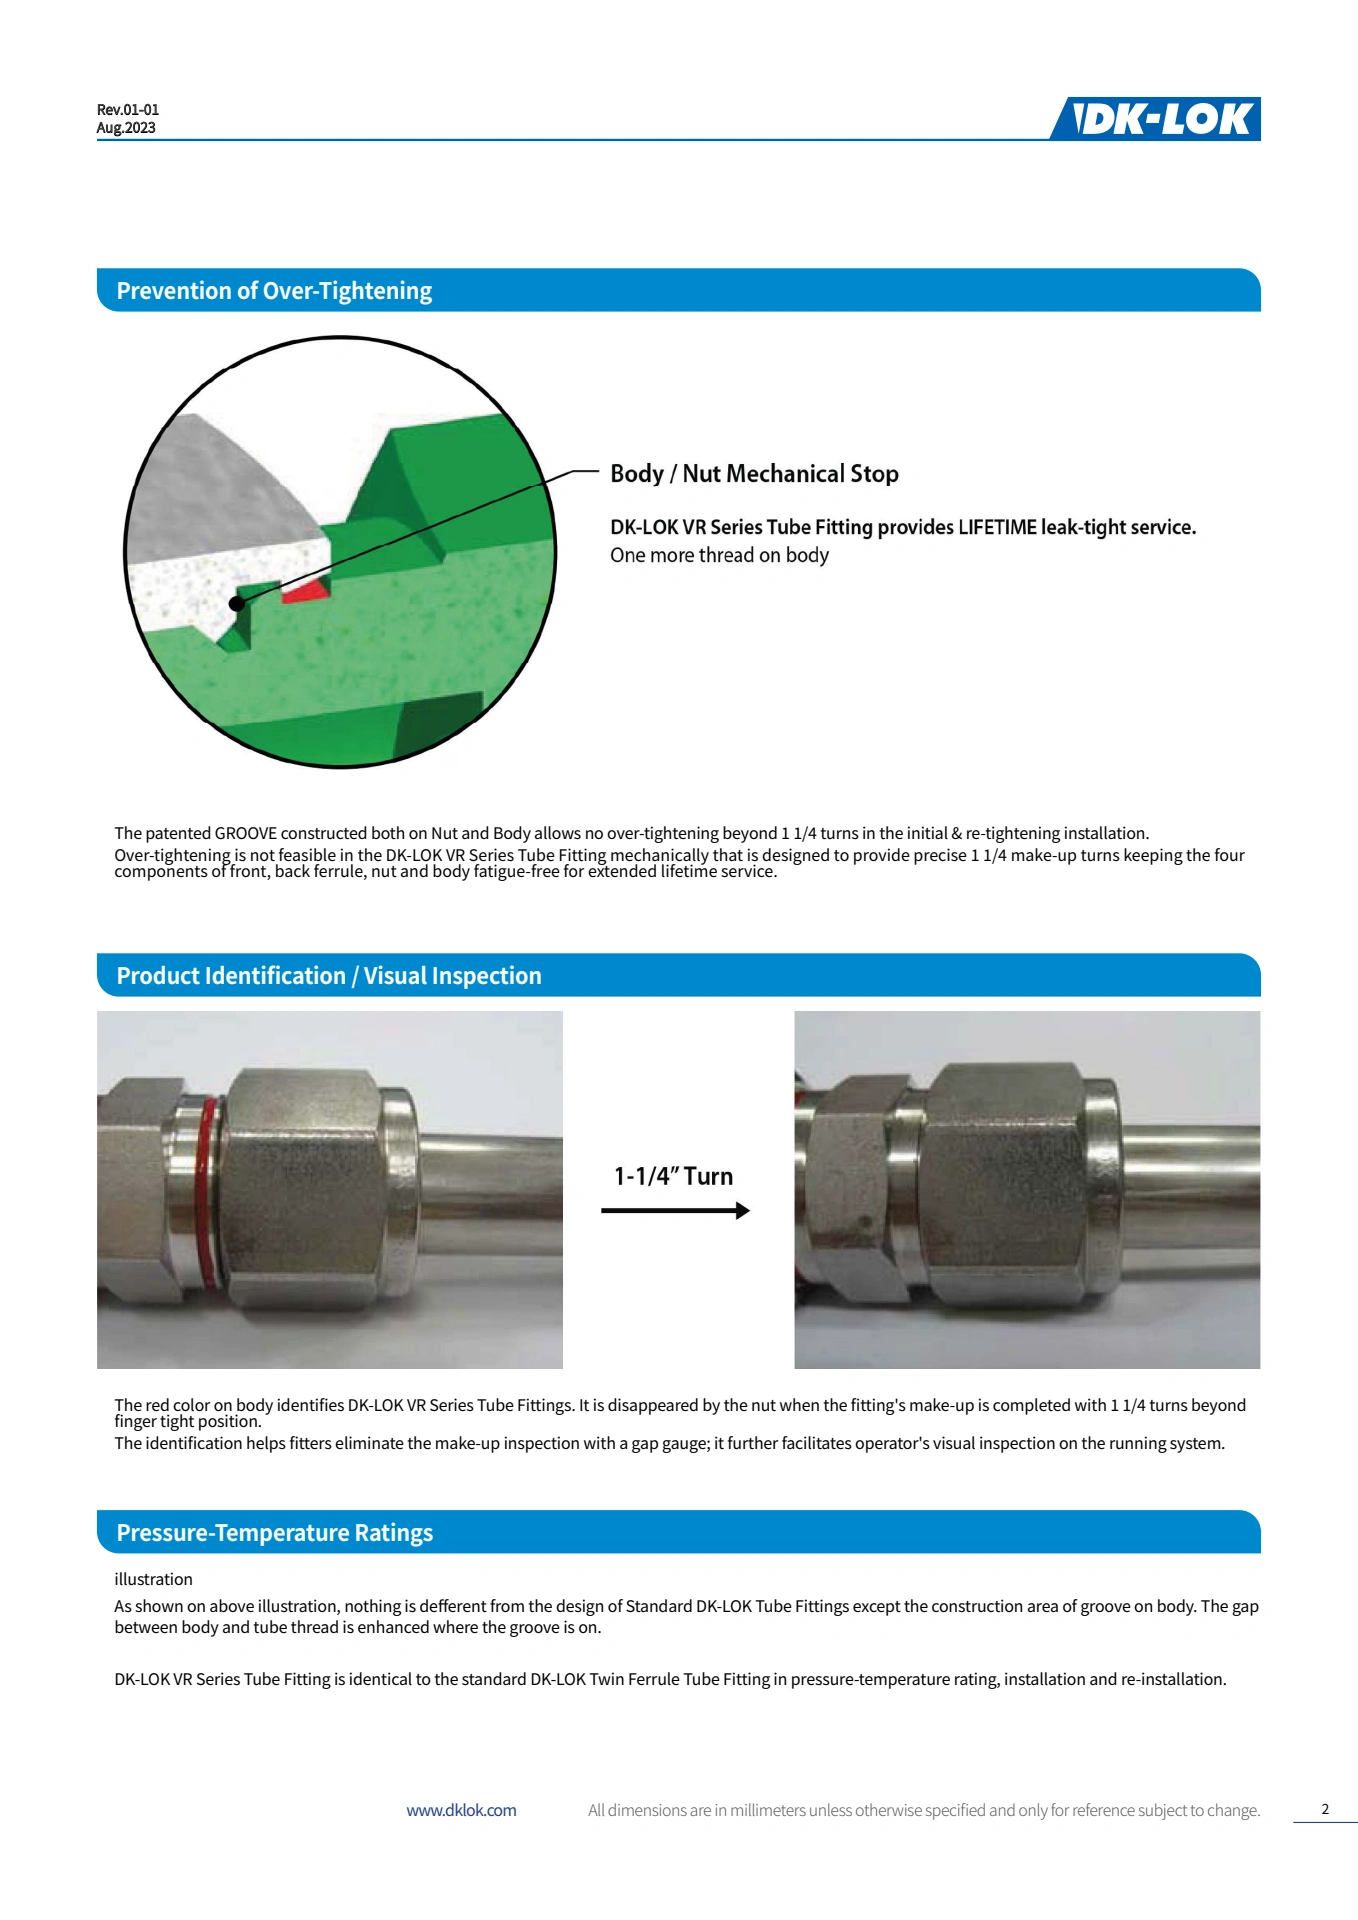 Rev.01-01
Aug.2023
DK-LOK
Prevention of Over-Tightening
Body / Nut Mechanical Stop
DK-LOK VR Series Tube Fitting provides LIFETIME leak-tight service.
One more thread on body
The patented GROOVE constructed both on Nut and Body allows no over-tightening beyond 1 1/4 turns in the initial & re-tightening installation.
Over-tightening is not feasible in the DK-LOK VR Series Tube Fitting mechanically that is designed to provide precise 1 1/4 make-up turns keeping the four
components of front, back ferrule, nut and body fatigue-free for extended lifetime service.
Product Identification / Visual Inspection
1-1/4” Turn
The red color on body identifies DK-LOK VR Series Tube Fittings. It is disappeared by the nut when the fitting's make-up is completed with 1 1/4 turns beyond
finger tight position.
The identification helps fitters eliminate the make-up inspection with a gap gauge; it further facilitates operator's visual inspection on the running system.
Pressure-Temperature Ratings
illustration
As shown on above illustration, nothing is defferent from the design of Standard DK-LOK Tube Fittings except the construction area of groove on body. The gap
between body and tube thread is enhanced where the groove is on.
DK-LOK VR Series Tube Fitting is identical to the standard DK-LOK Twin Ferrule Tube Fitting in pressure-temperature rating, installation and re-installation.
www.dklok.com
All dimensions are in millimeters unless otherwise specified and only for reference subject to change.
2